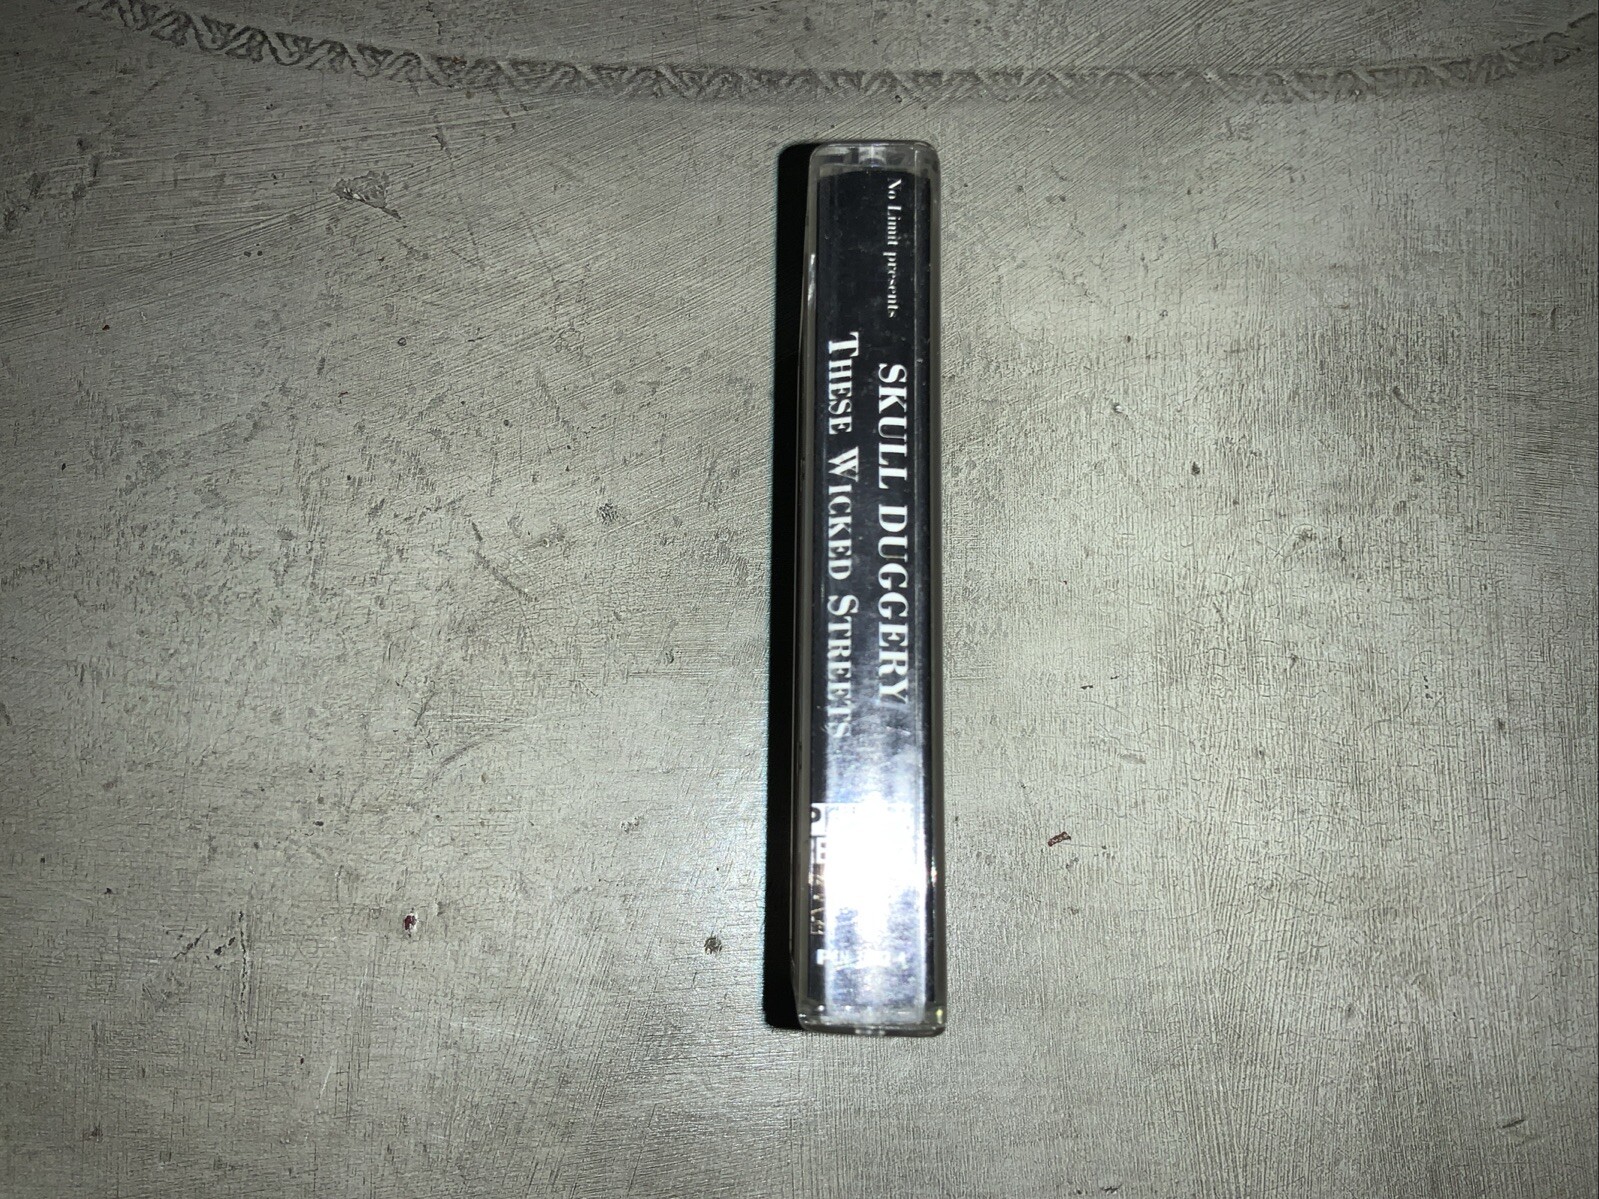 No Limit presents
SKULL DUGGERY
THESE WICKED STREETS